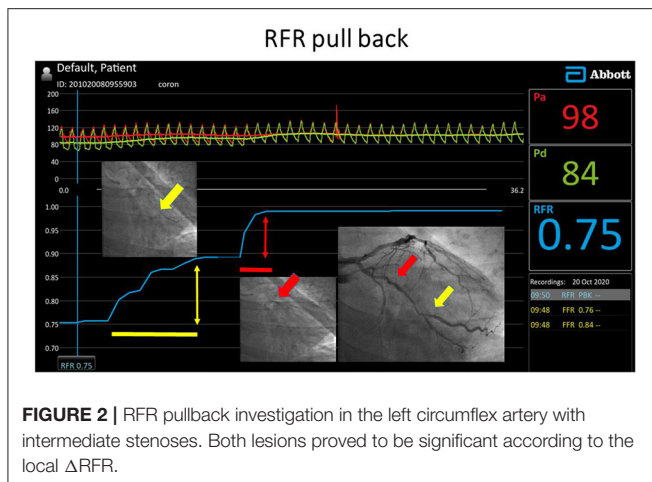 RFR pull back
Default, Patient
ID: 201020080955903 coron
Abbott
200
160
120
80
40
0.0 36.2
1.00
0.95
0.90
0.85
0.80
0.75
0.70
RFR 0.75
Pa
98
Pd
84
RFR
0.75
Recordings: 20 Oct 2020
09:50 RFR PBK --
09:48 FFR 0.76 --
09:48 FFR 0.84 --
FIGURE 2 | RFR pullback investigation in the left circumflex artery with
intermediate stenoses. Both lesions proved to be significant according to the
local ΔRFR.